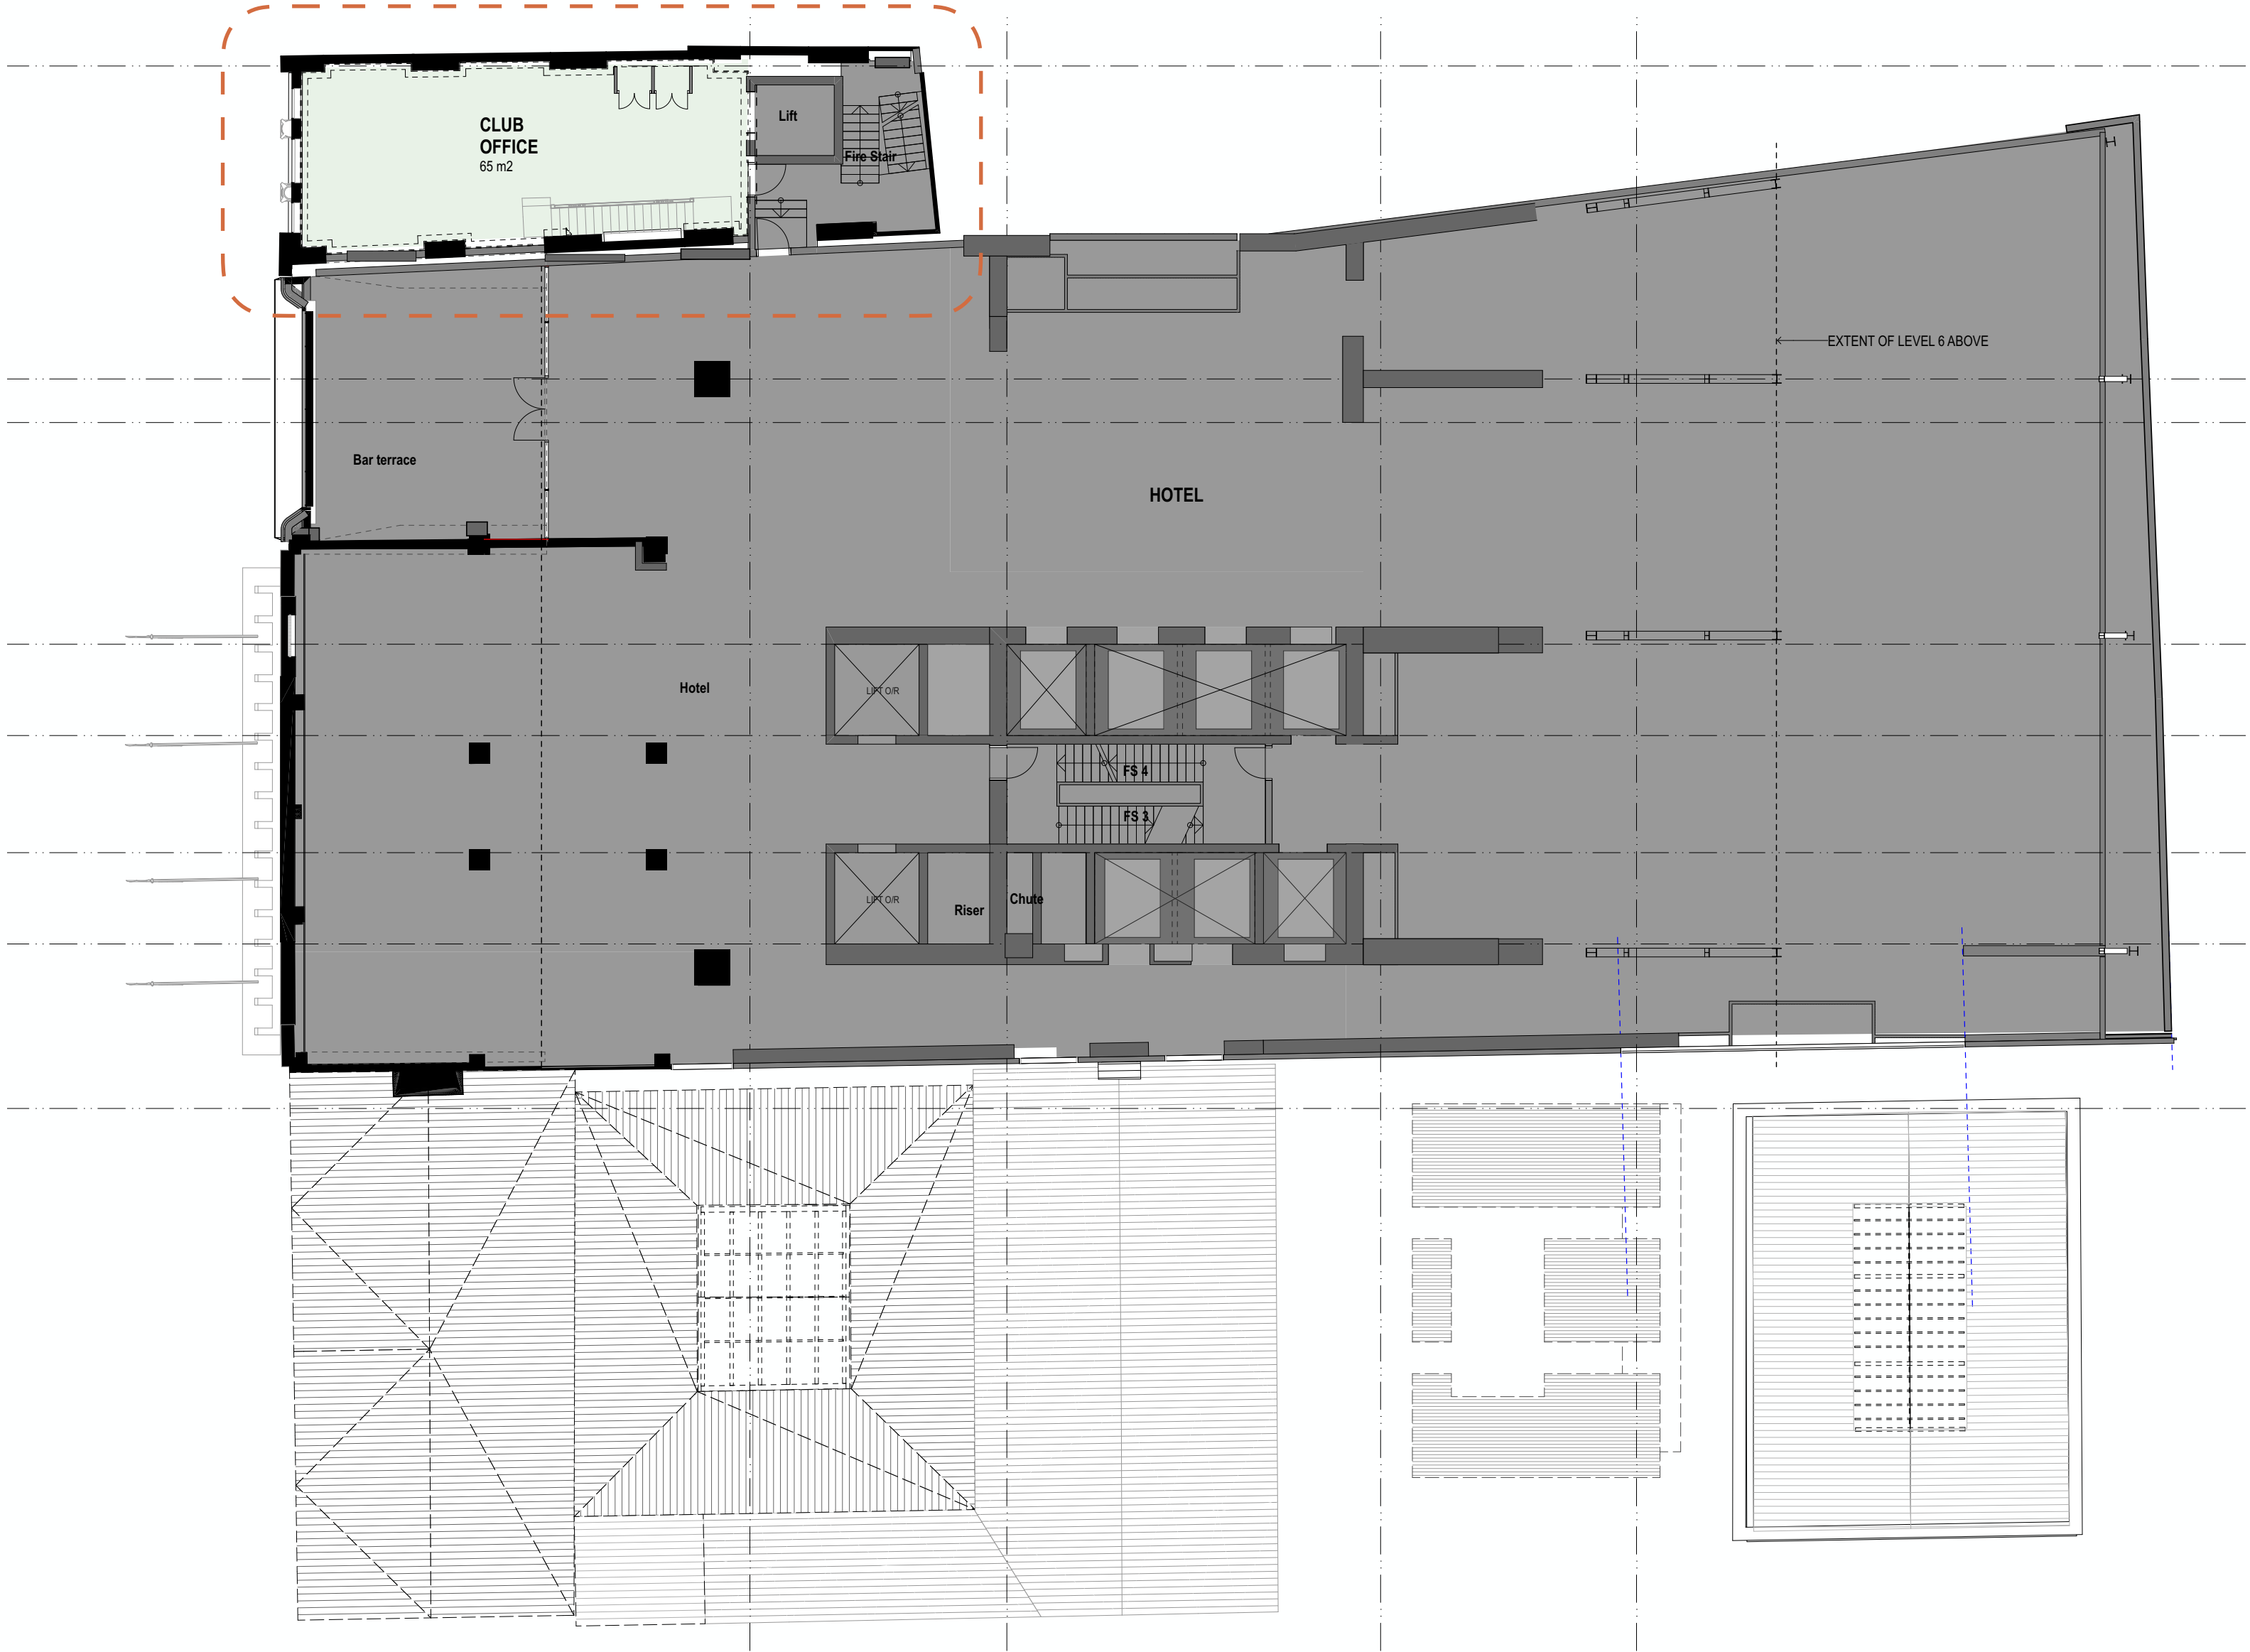 Lift
CLUB
OFFICE
65 m2
Fire Stair
EXTENT OF LEVEL 6 ABOVE
Bar terrace
HOTEL
Hotel
LIFT O/R
FS 4
FS 3
LIFT O/R
Chute
Riser